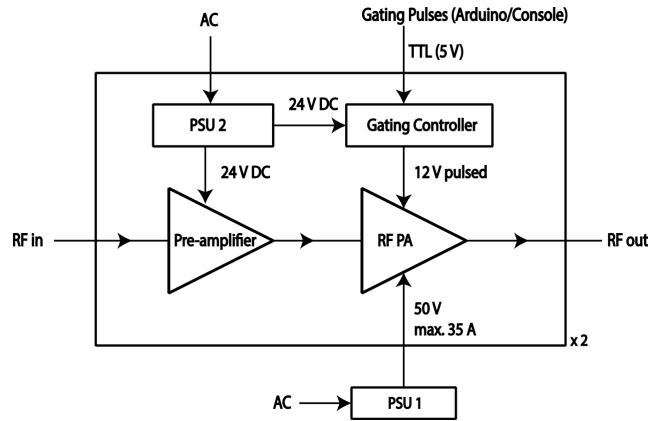 AC
Gating Pulses (Arduino/Console)
TTL (5 V)
24 V DC
PSU 2
Gating Controller
24 V DC
12 V pulsed
RF in
Pre-amplifier
RF PA
RF out
50 V
max. 35 A
x 2
AC
PSU 1